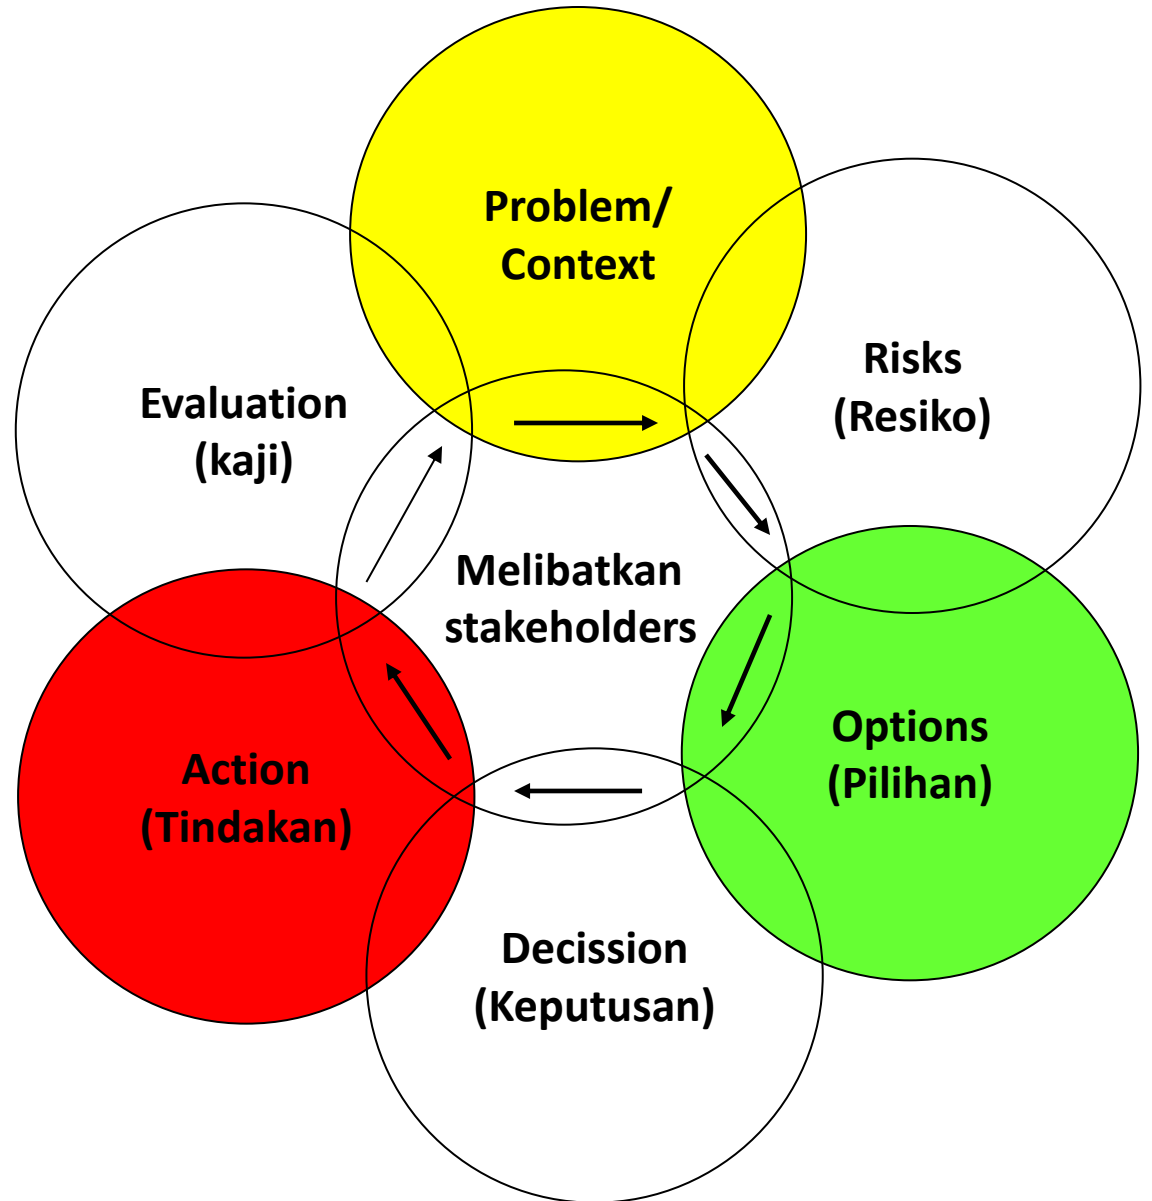 Problem/
Context
Risks
(Resiko)
Evaluation
(kaji)
Melibatkan
stakeholders
Options
(Pilihan)
Action
(Tindakan)
Decission
(Keputusan)